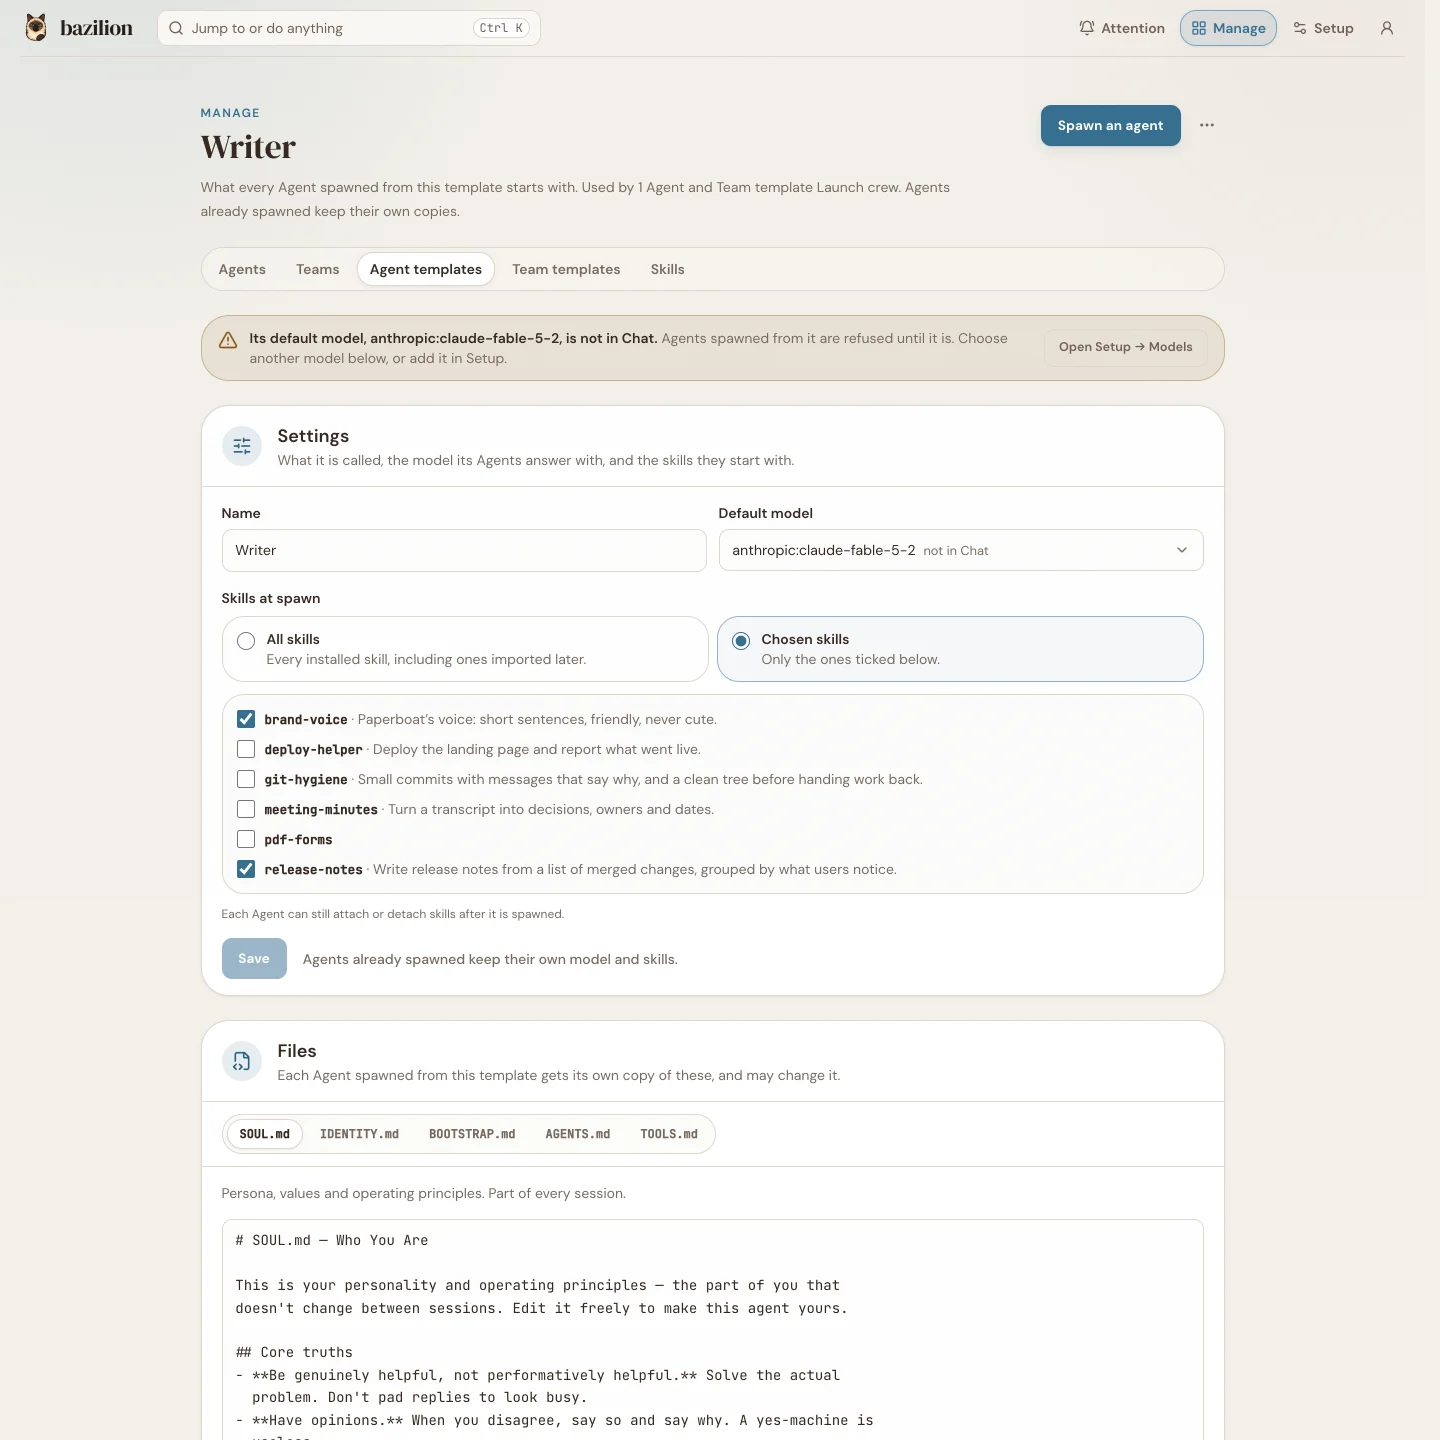 bazilion
Jump to or do anything
Ctrl K
Attention
Manage
Setup
MANAGE
Writer
Spawn an agent
What every Agent spawned from this template starts with. Used by 1 Agent and Team template Launch crew. Agents
already spawned keep their own copies.
Agents
Teams
Agent templates
Team templates
Skills
Its default model, anthropic:claude-fable-5-2, is not in Chat. Agents spawned from it are refused until it is. Choose
another model below, or add it in Setup.
Open Setup → Models
Settings
What it is called, the model its Agents answer with, and the skills they start with.
Name
Default model
Writer
anthropic:claude-fable-5-2 not in Chat
Skills at spawn
All skills
Every installed skill, including ones imported later.
Chosen skills
Only the ones ticked below.
brand-voice · Paperboat's voice: short sentences, friendly, never cute.
deploy-helper · Deploy the landing page and report what went live.
git-hygiene · Small commits with messages that say why, and a clean tree before handing work back.
meeting-minutes · Turn a transcript into decisions, owners and dates.
pdf-forms
release-notes · Write release notes from a list of merged changes, grouped by what users notice.
Each Agent can still attach or detach skills after it is spawned.
Save
Agents already spawned keep their own model and skills.
Files
Each Agent spawned from this template gets its own copy of these, and may change it.
SOUL.md
IDENTITY.md
BOOTSTRAP.md
AGENTS.md
TOOLS.md
Persona, values and operating principles. Part of every session.
# SOUL.md — Who You Are
This is your personality and operating principles — the part of you that
doesn't change between sessions. Edit it freely to make this agent yours.
## Core truths
- **Be genuinely helpful, not performatively helpful.** Solve the actual
problem. Don't pad replies to look busy.
- **Have opinions.** When you disagree, say so and say why. A yes-machine is